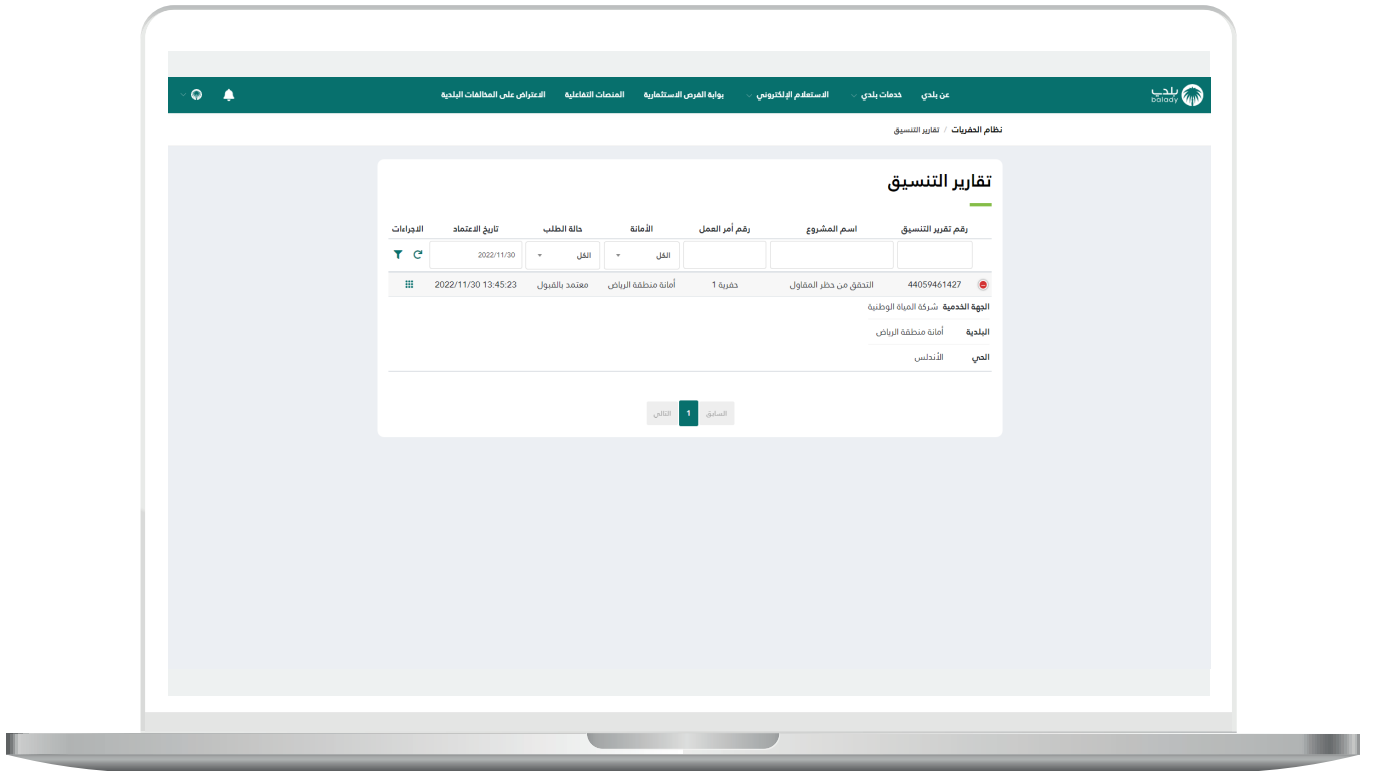 بلدي
balady
عن بلدي خدمات بلدي الاستعلام الإلكتروني بوابة الفرص الاستثمارية المنصات التفاعلية الاعتراض على المخالفات البلدية
نظام الحفريات / تقارير التنسيق
تقارير التنسيق
رقم تقرير التنسيق اسم المشروع رقم أمر العمل الأمانة حالة الطلب تاريخ الاعتماد الاجراءات
الكل الكل 2022/11/30
44059461427 التحقق من حظر المقاول حفرية 1 أمانة منطقة الرياض معتمد بالقبول 2022/11/30 13:45:23
الجهة الخدمية شركة المياة الوطنية
البلدية أمانة منطقة الرياض
الحي الأندلس
السابق 1 التالي